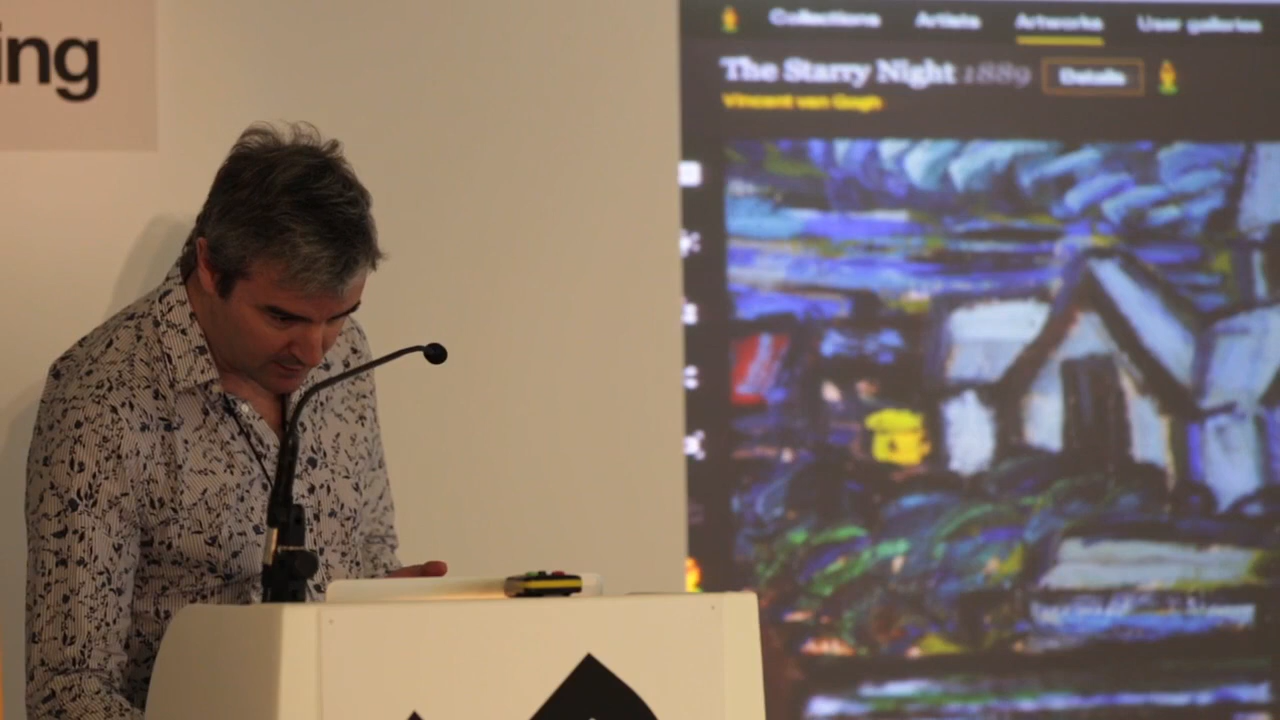 ing
Collections Artists Artworks User galleries
The Starry Night 1889 Details
Vincent van Gogh